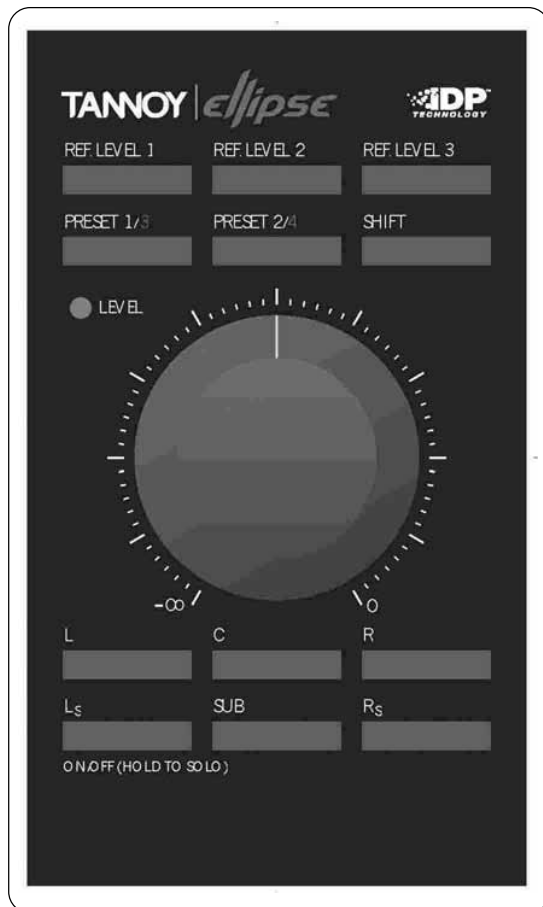 TANNOY ellipse iDP™
TECHNOLOGY
REF. LEVEL 1 REF. LEVEL 2 REF. LEVEL 3
PRESET 1/3 PRESET 2/4 SHIFT
LEVEL
-∞ 0
L C R
Ls SUB Rs
ON/OFF (HOLD TO SOLO)